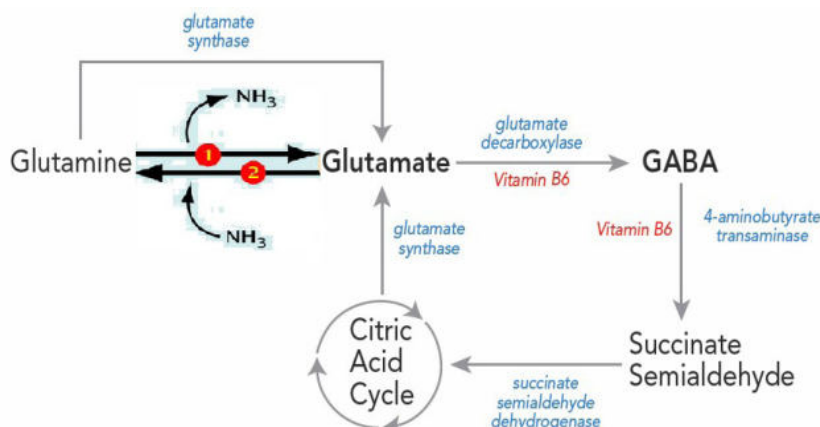 glutamate
synthase
NH3
1
Glutamine
Glutamate
2
NH3
glutamate
decarboxylase
Vitamin B6
GABA
Vitamin B6
4-aminobutyrate
transaminase
glutamate
synthase
Citric
Acid
Cycle
Succinate
Semialdehyde
succinate
semialdehyde
dehydrogenase